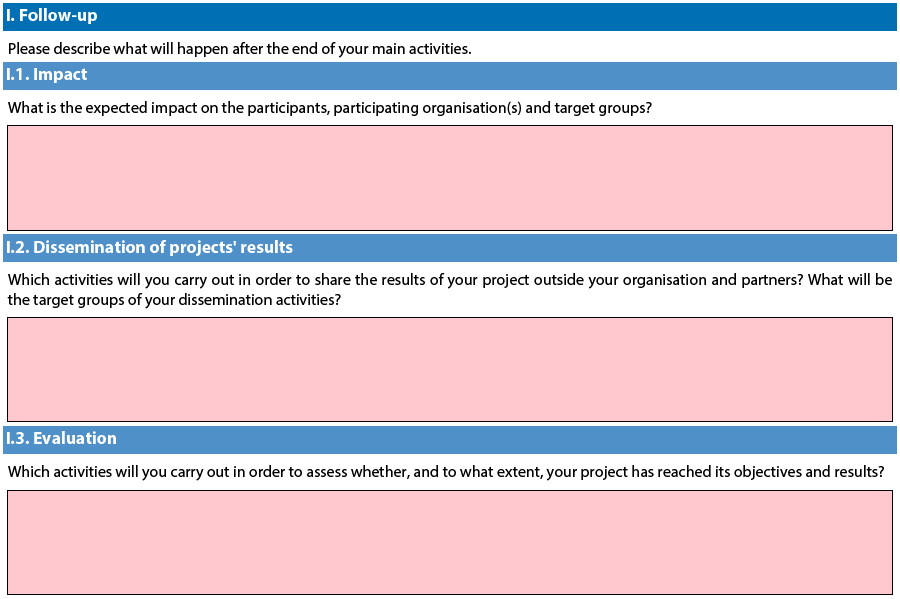 I. Follow-up
Please describe what will happen after the end of your main activities.
I.1. Impact
What is the expected impact on the participants, participating organisation(s) and target groups?
I.2. Dissemination of projects' results
Which activities will you carry out in order to share the results of your project outside your organisation and partners? What will be
the target groups of your dissemination activities?
I.3. Evaluation
Which activities will you carry out in order to assess whether, and to what extent, your project has reached its objectives and results?